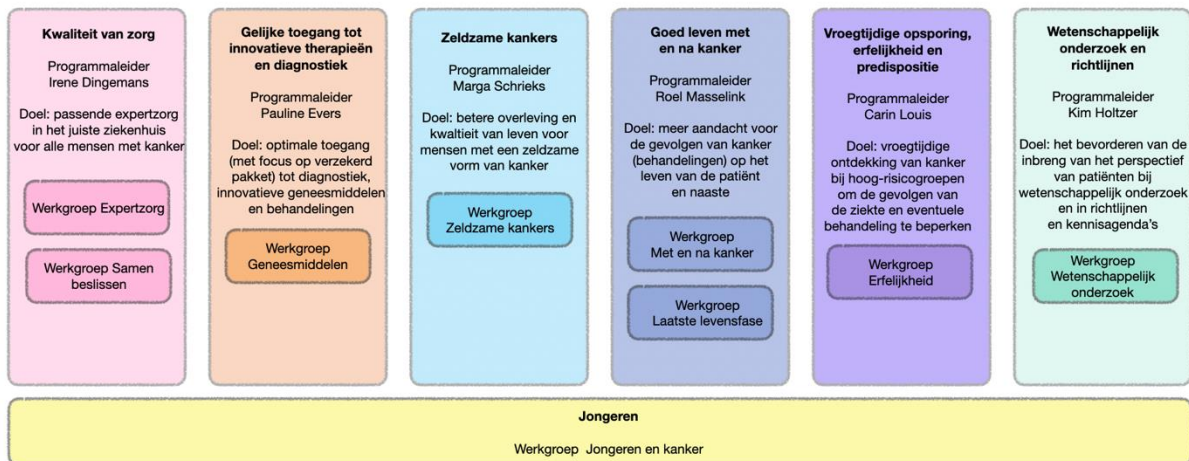 Kwaliteit van zorg
Programmaleider
Irene Dingemans
Doel: passende expertzorg
in het juiste ziekenhuis
voor alle mensen met kanker
Werkgroep Expertzorg
Werkgroep Samen
beslissen
Gelijke toegang tot
innovatieve therapieën
en diagnostiek
Programmaleider
Pauline Evers
Doel: optimale toegang
(met focus op verzekerd
pakket) tot diagnostiek,
innovatieve geneesmiddelen
en behandelingen
Werkgroep
Geneesmiddelen
Zeldzame kankers
Programmaleider
Marga Schrieks
Doel: betere overleving en
kwaltieit van leven voor
mensen met een zeldzame
vorm van kanker
Werkgroep
Zeldzame kankers
Goed leven met
en na kanker
Programmaleider
Roel Masselink
Doel: meer aandacht voor
de gevolgen van kanker
(behandelingen) op het
leven van de patiënt
en naaste
Werkgroep
Met en na kanker
Werkgroep
Laatste levensfase
Vroegtijdige opsporing,
erfelijkheid en
predispositie
Programmaleider
Carin Louis
Doel: vroegtijdige
ontdekking van kanker
bij hoog-risicogroepen
om de gevolgen van
de ziekte en eventuele
behandeling te beperken
Werkgroep
Erfelijkheid
Wetenschappelijk
onderzoek en
richtlijnen
Programmaleider
Kim Holtzer
Doel: het bevorderen van de
inbreng van het perspectief
van patiënten bij
wetenschappelijk onderzoek
en in richtlijnen
en kennisagenda's
Werkgroep
Wetenschappelijk
onderzoek
Jongeren
Werkgroep Jongeren en kanker